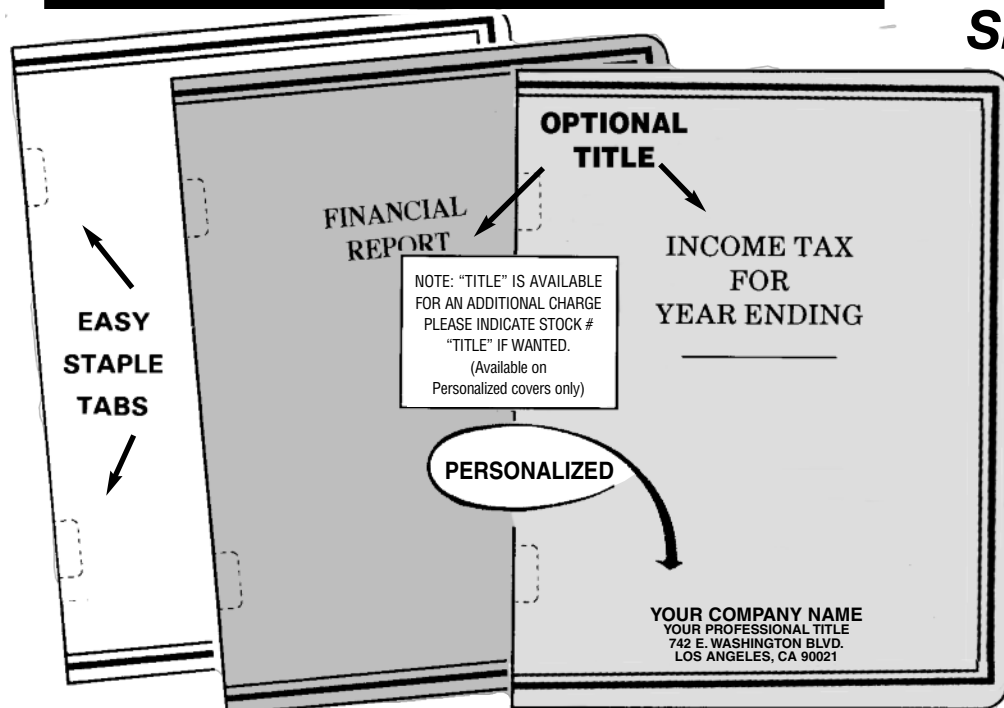 OPTIONAL
TITLE
FINANCIAL
REPORT
INCOME TAX
FOR
YEAR ENDING
NOTE: “TITLE” IS AVAILABLE
FOR AN ADDITIONAL CHARGE
PLEASE INDICATE STOCK #
“TITLE” IF WANTED.
(Available on
Personalized covers only)
EASY
STAPLE
TABS
PERSONALIZED
YOUR COMPANY NAME
YOUR PROFESSIONAL TITLE
742 E. WASHINGTON BLVD.
LOS ANGELES, CA 90021